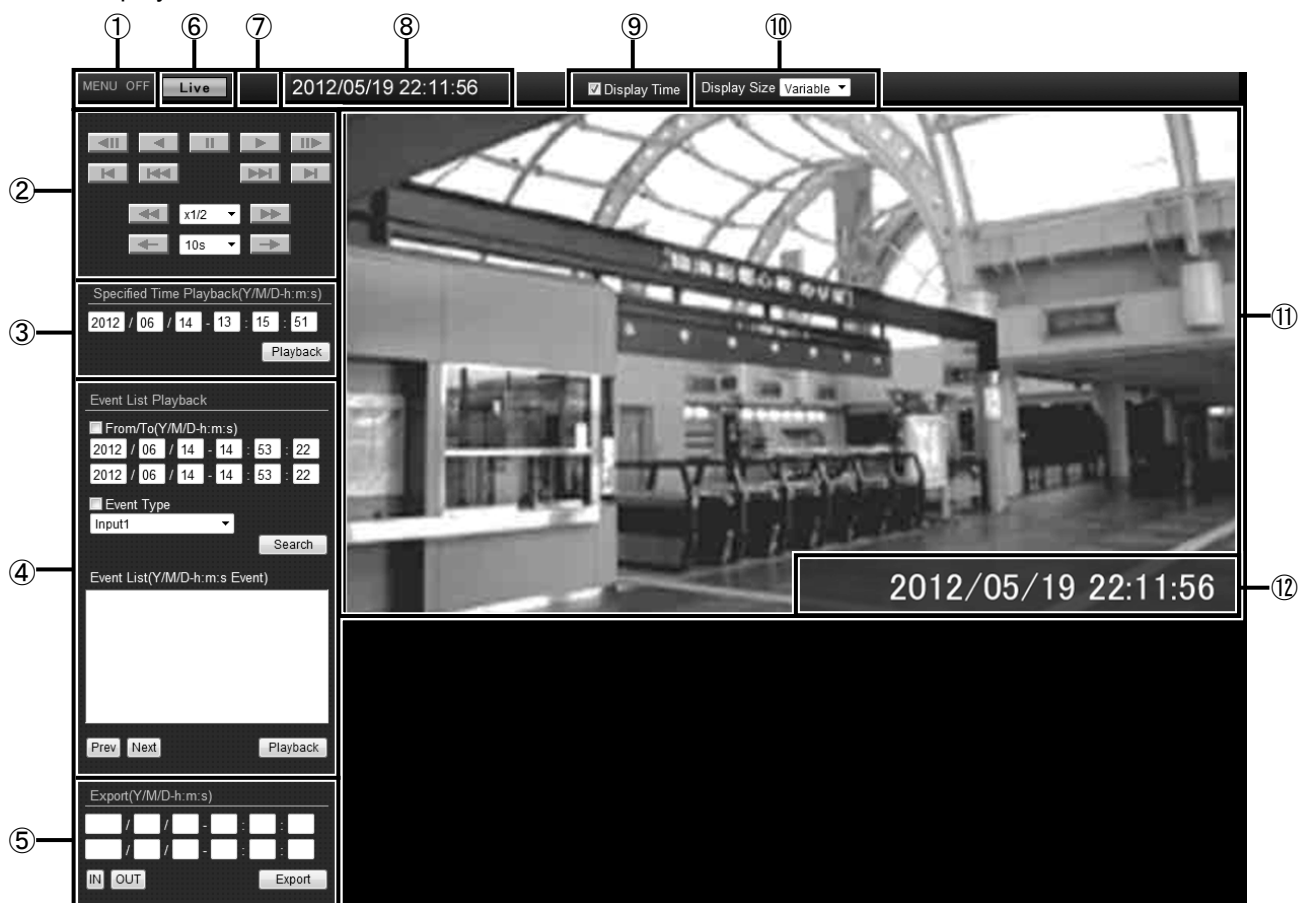 ① ⑥ ⑦ ⑧ ⑨ ⑩
MENU OFF Live 2012/05/19 22:11:56 Display Time Display Size Variable
②
x1/2
10s
③
Specified Time Playback(Y/M/D-h:m:s)
2012 / 06 / 14 - 13 : 15 : 51
Playback
⑪
④
Event List Playback
From/To(Y/M/D-h:m:s)
2012 / 06 / 14 - 14 : 53 : 22
2012 / 06 / 14 - 14 : 53 : 22
Event Type
Input1
Search
Event List(Y/M/D-h:m:s Event)
Prev Next Playback
2012/05/19 22:11:56
⑫
⑤
Export(Y/M/D-h:m:s)
/ / - : :
/ / - : :
IN OUT Export